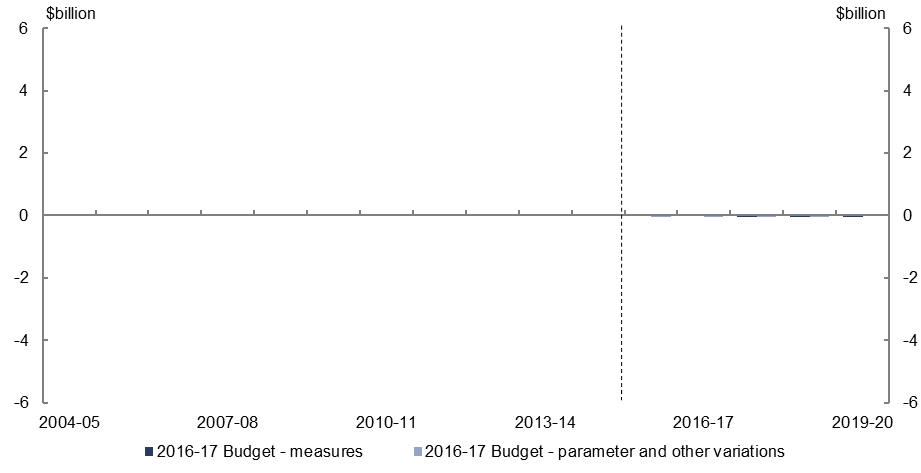 $billion $billion
6 6
4 4
2 2
0 0
-2 -2
-4 -4
-6 -6
2004-05 2007-08 2010-11 2013-14 2016-17 2019-20
2016-17 Budget - measures 2016-17 Budget - parameter and other variations